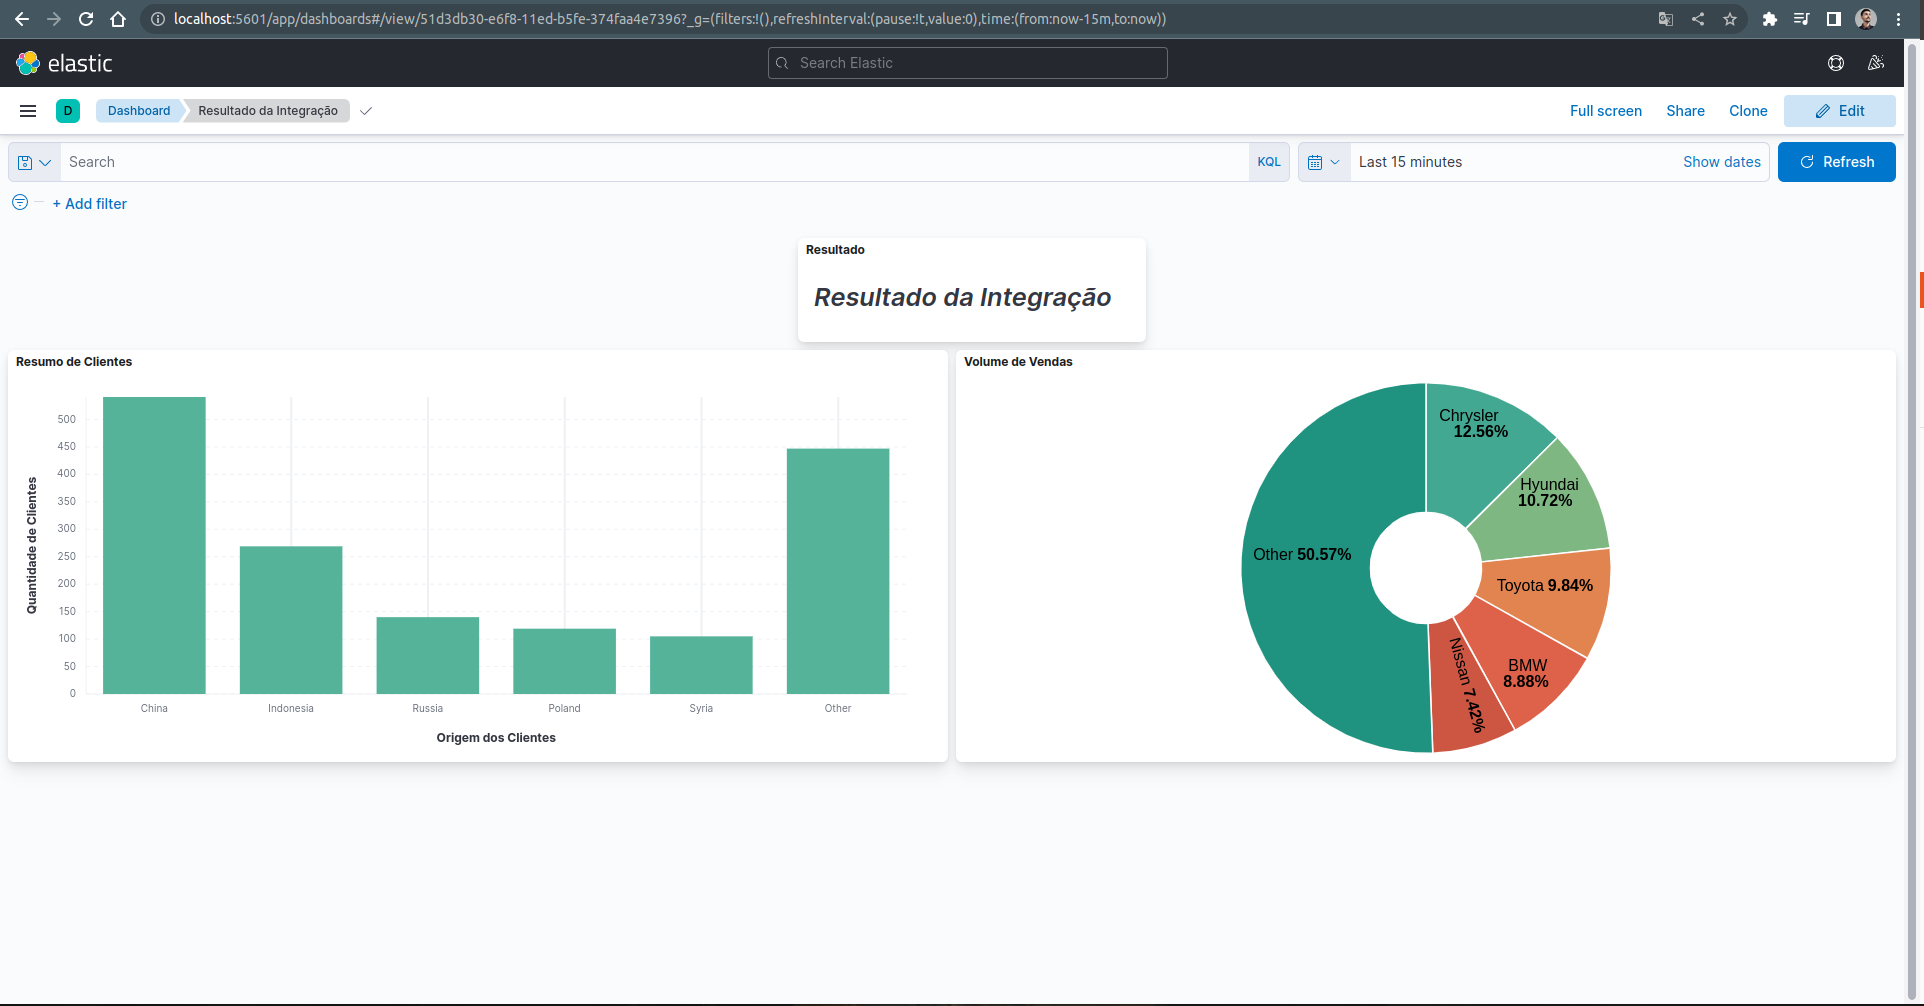 localhost:5601/app/dashboards#/view/51d3db30-e6f8-11ed-b5fe-374faa4e7396?_g=(filters:!(),refreshInterval:(pause:!t,value:0),time:(from:now-15m,to:now))
elastic
Search Elastic
D
Dashboard
Resultado da Integração
Full screen
Share
Clone
Edit
Search
KQL
Last 15 minutes
Show dates
Refresh
+ Add filter
Resultado
Resultado da Integração
Resumo de Clientes
Quantidade de Clientes
500
450
400
350
300
250
200
150
100
50
0
China
Indonesia
Russia
Poland
Syria
Other
Origem dos Clientes
Volume de Vendas
Chrysler
12.56%
Hyundai
10.72%
Toyota 9.84%
BMW
8.88%
Nissan 7.42%
Other 50.57%